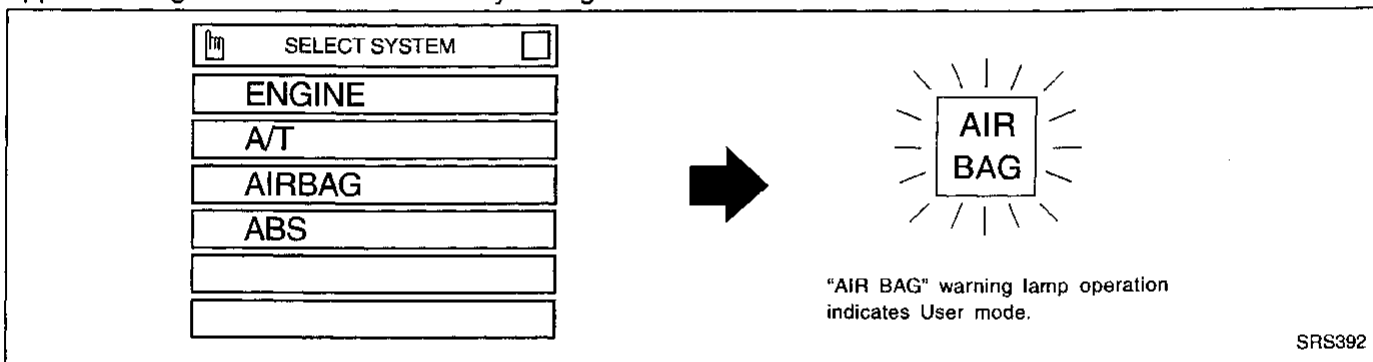 SELECT SYSTEM
ENGINE
A/T
AIRBAG
ABS
AIR
BAG
"AIR BAG" warning lamp operation
indicates User mode.
SRS392